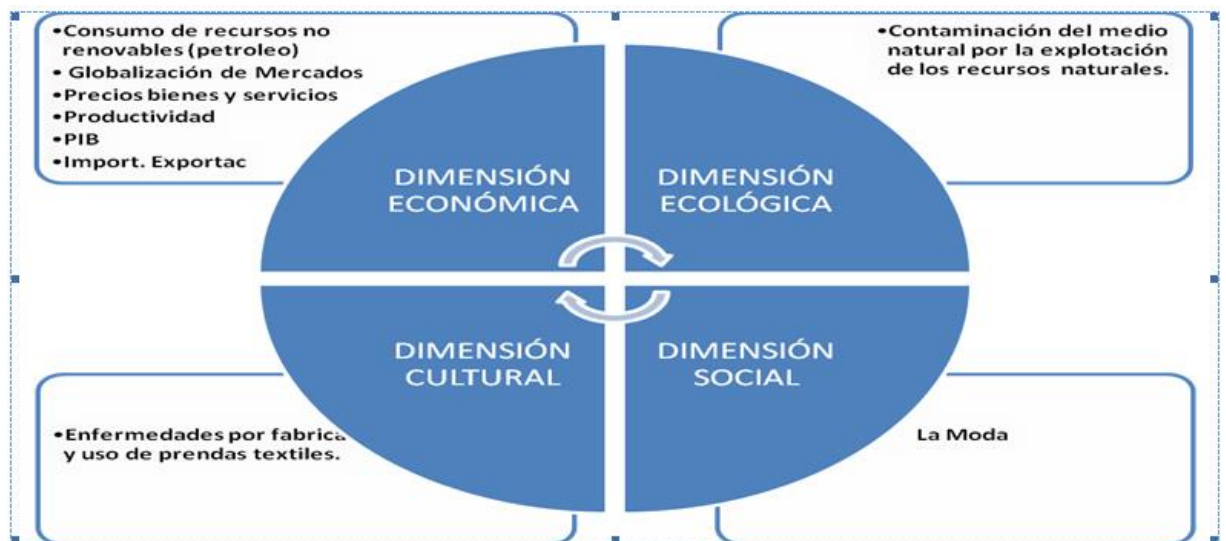 •Consumo de recursos no
renovables (petroleo)
• Globalización de Mercados
•Precios bienes y servicios
•Productividad
•PIB
•Import. Exportac
•Contaminación del medio
natural por la explotación
de los recursos naturales.
DIMENSIÓN
ECONÓMICA
DIMENSIÓN
ECOLÓGICA
DIMENSIÓN
CULTURAL
DIMENSIÓN
SOCIAL
•Enfermedades por
y uso de prendas textiles.
La Moda